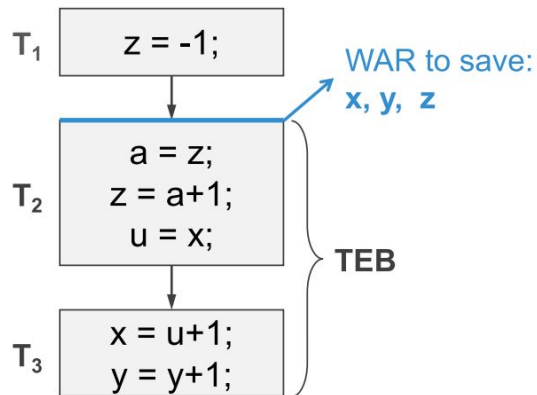 T₁
z = -1;
WAR to save:
x, y, z
T₂
a = z;
z = a+1;
u = x;
TEB
T₃
x = u+1;
y = y+1;